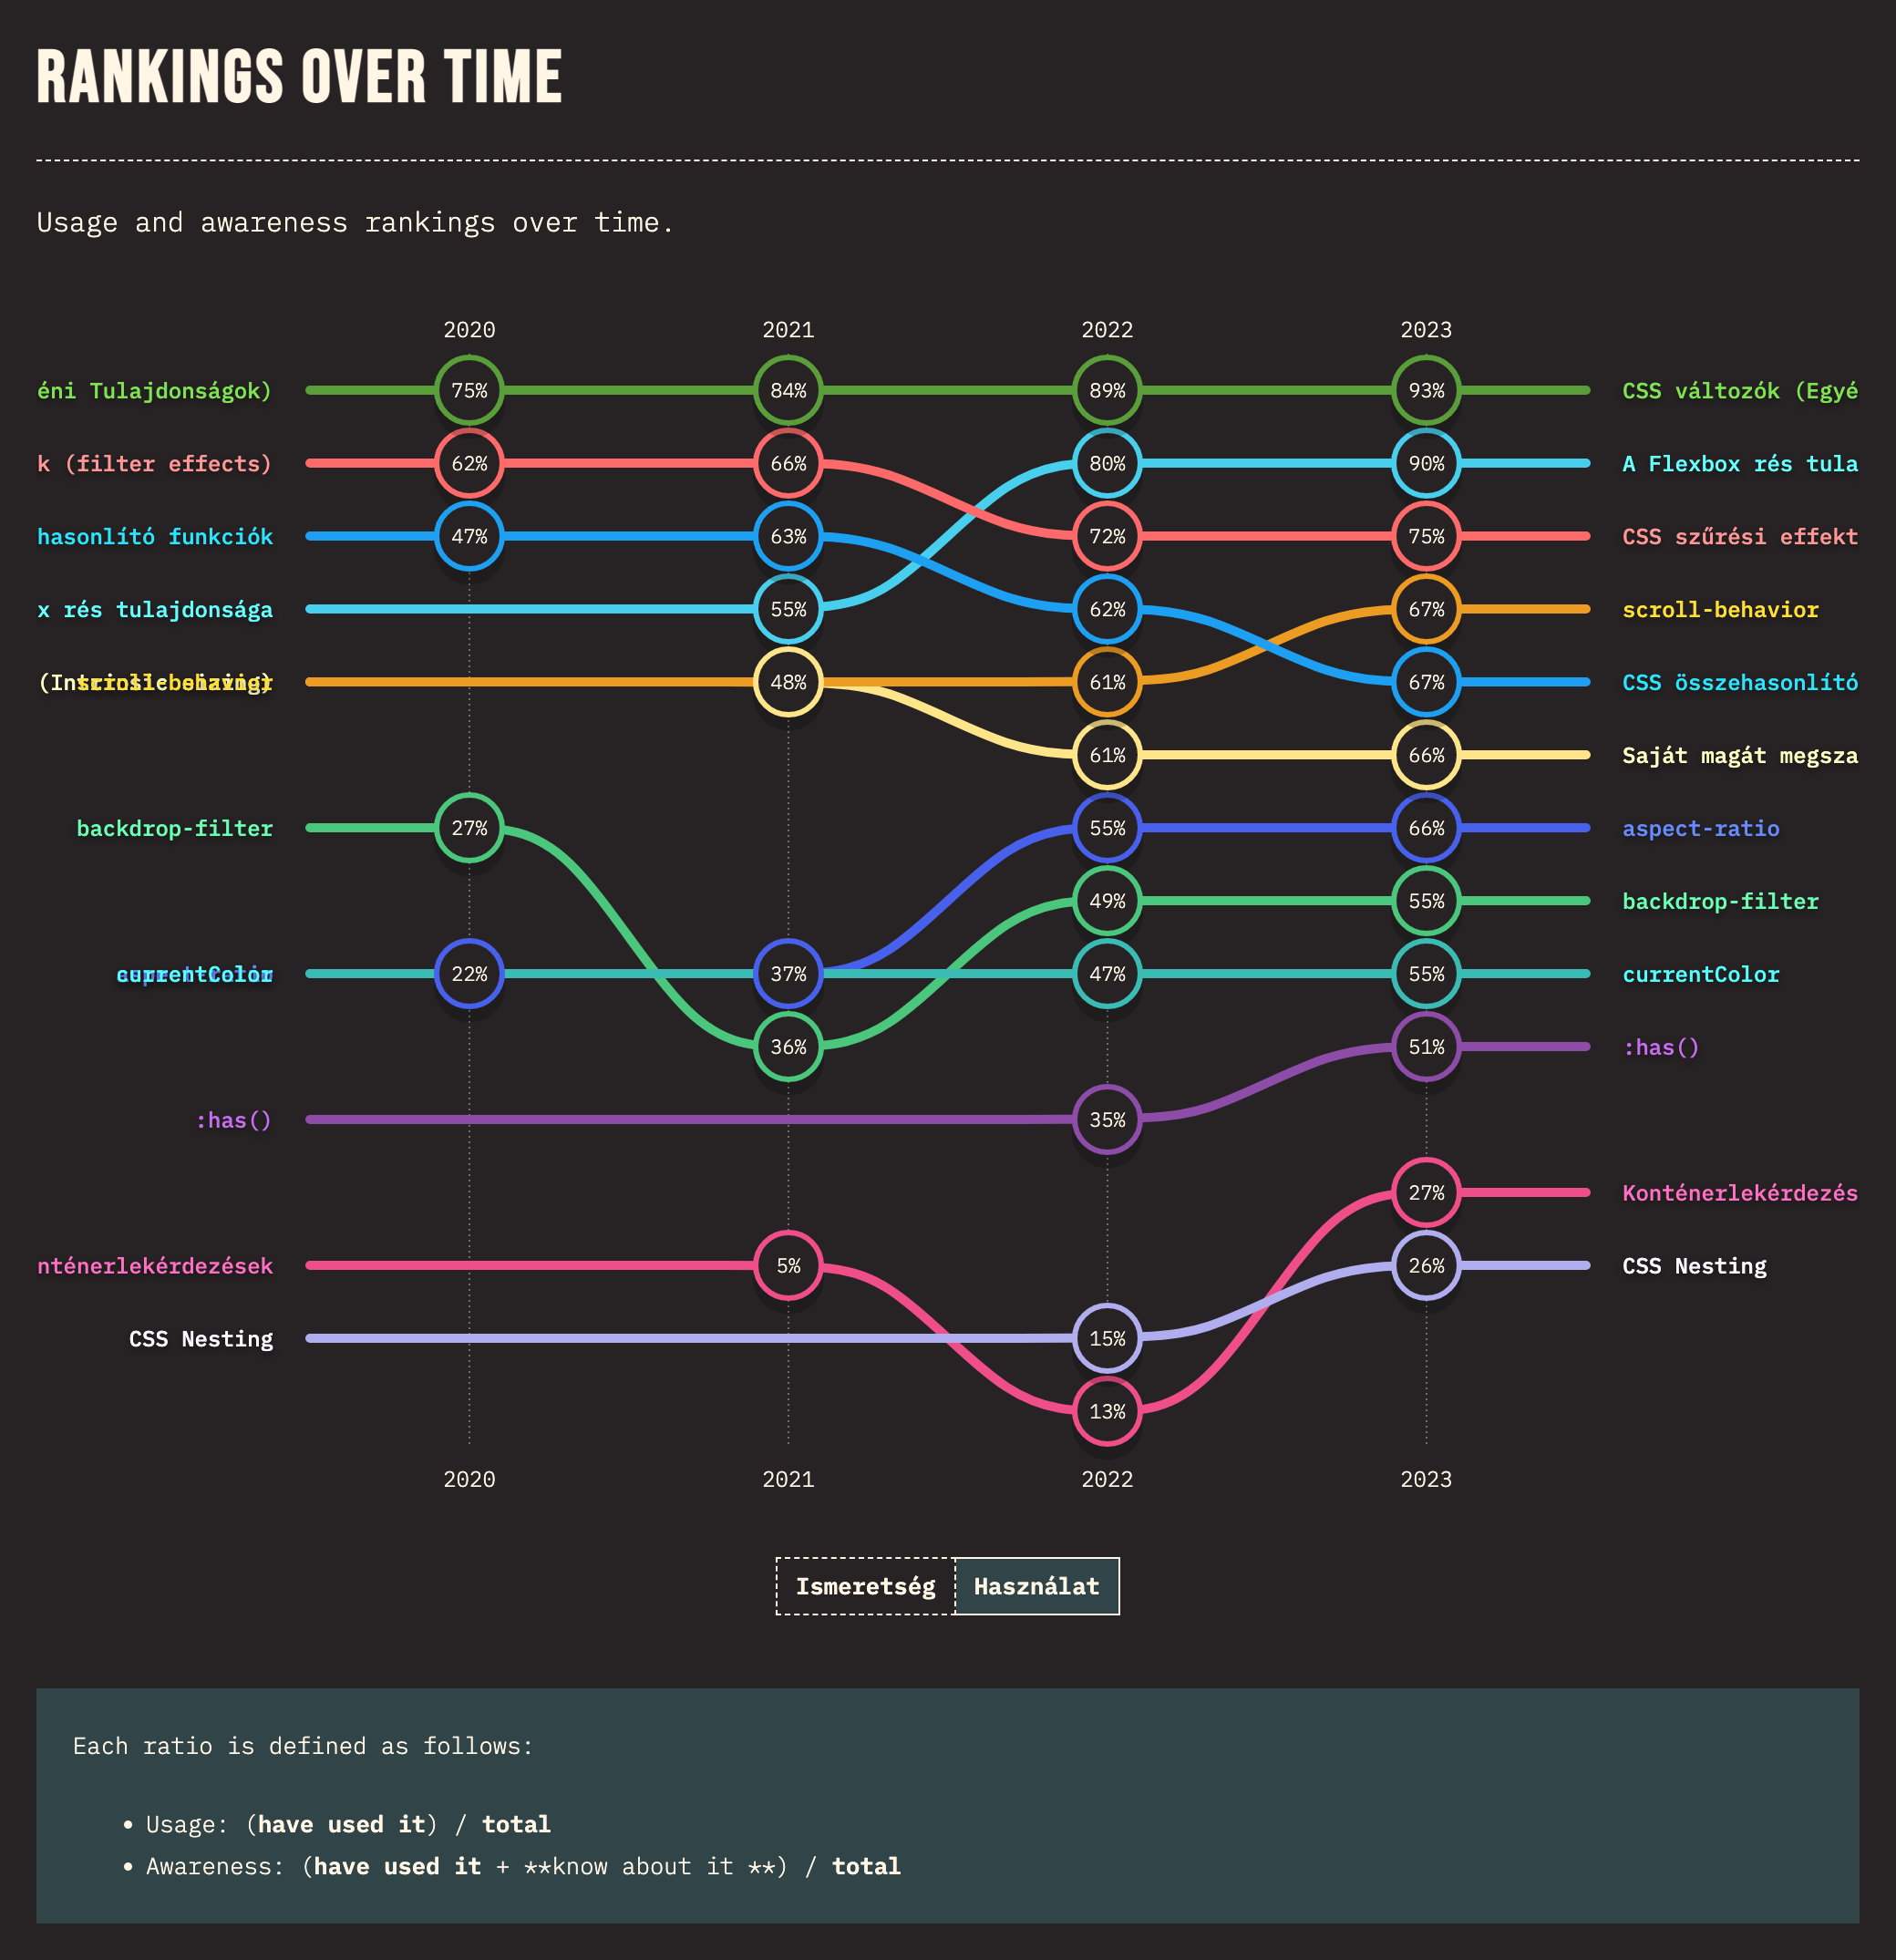 RANKINGS OVER TIME
Usage and awareness rankings over time.
2020 2021 2022 2023
éni Tulajdonságok) 75% 84% 89% 93% CSS változók (Egyé
k (filter effects) 62% 66% 80% 90% A Flexbox rés tula
hasonlító funkciók 47% 63% 72% 75% CSS szűrési effekt
x rés tulajdonsága 55% 62% 67% scroll-behavior
(Intrinsic sizing) scroll-behavior 48% 61% 67% CSS összehasonlító
61% 66% Saját magát megsza
backdrop-filter 27% 55% 66% aspect-ratio
49% 55% backdrop-filter
currentColor 22% 37% 47% 55% currentColor
36% 51% :has()
:has() 35%
27% Konténerlekérdezés
nténerlekérdezések 5% 26% CSS Nesting
CSS Nesting 15%
13%
2020 2021 2022 2023
Ismeretség Használat
Each ratio is defined as follows:
• Usage: (have used it) / total
• Awareness: (have used it + **know about it **) / total